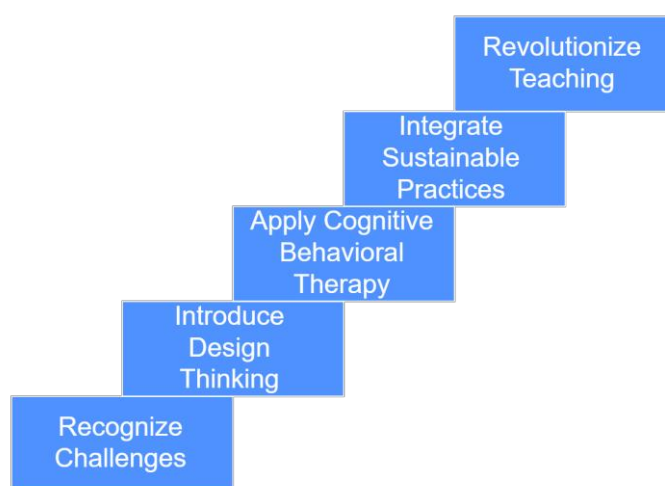 Revolutionize
Teaching
Integrate
Sustainable
Practices
Apply Cognitive
Behavioral
Therapy
Introduce
Design
Thinking
Recognize
Challenges